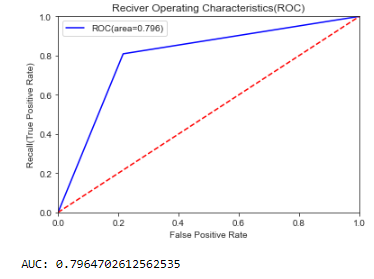 Reciver Operating Characteristics(ROC)
ROC(area=0.796)
Recall(True Positive Rate)
1.0
0.8
0.6
0.4
0.2
0.0
0.0 0.2 0.4 0.6 0.8 1.0
False Positive Rate
AUC: 0.7964702612562535